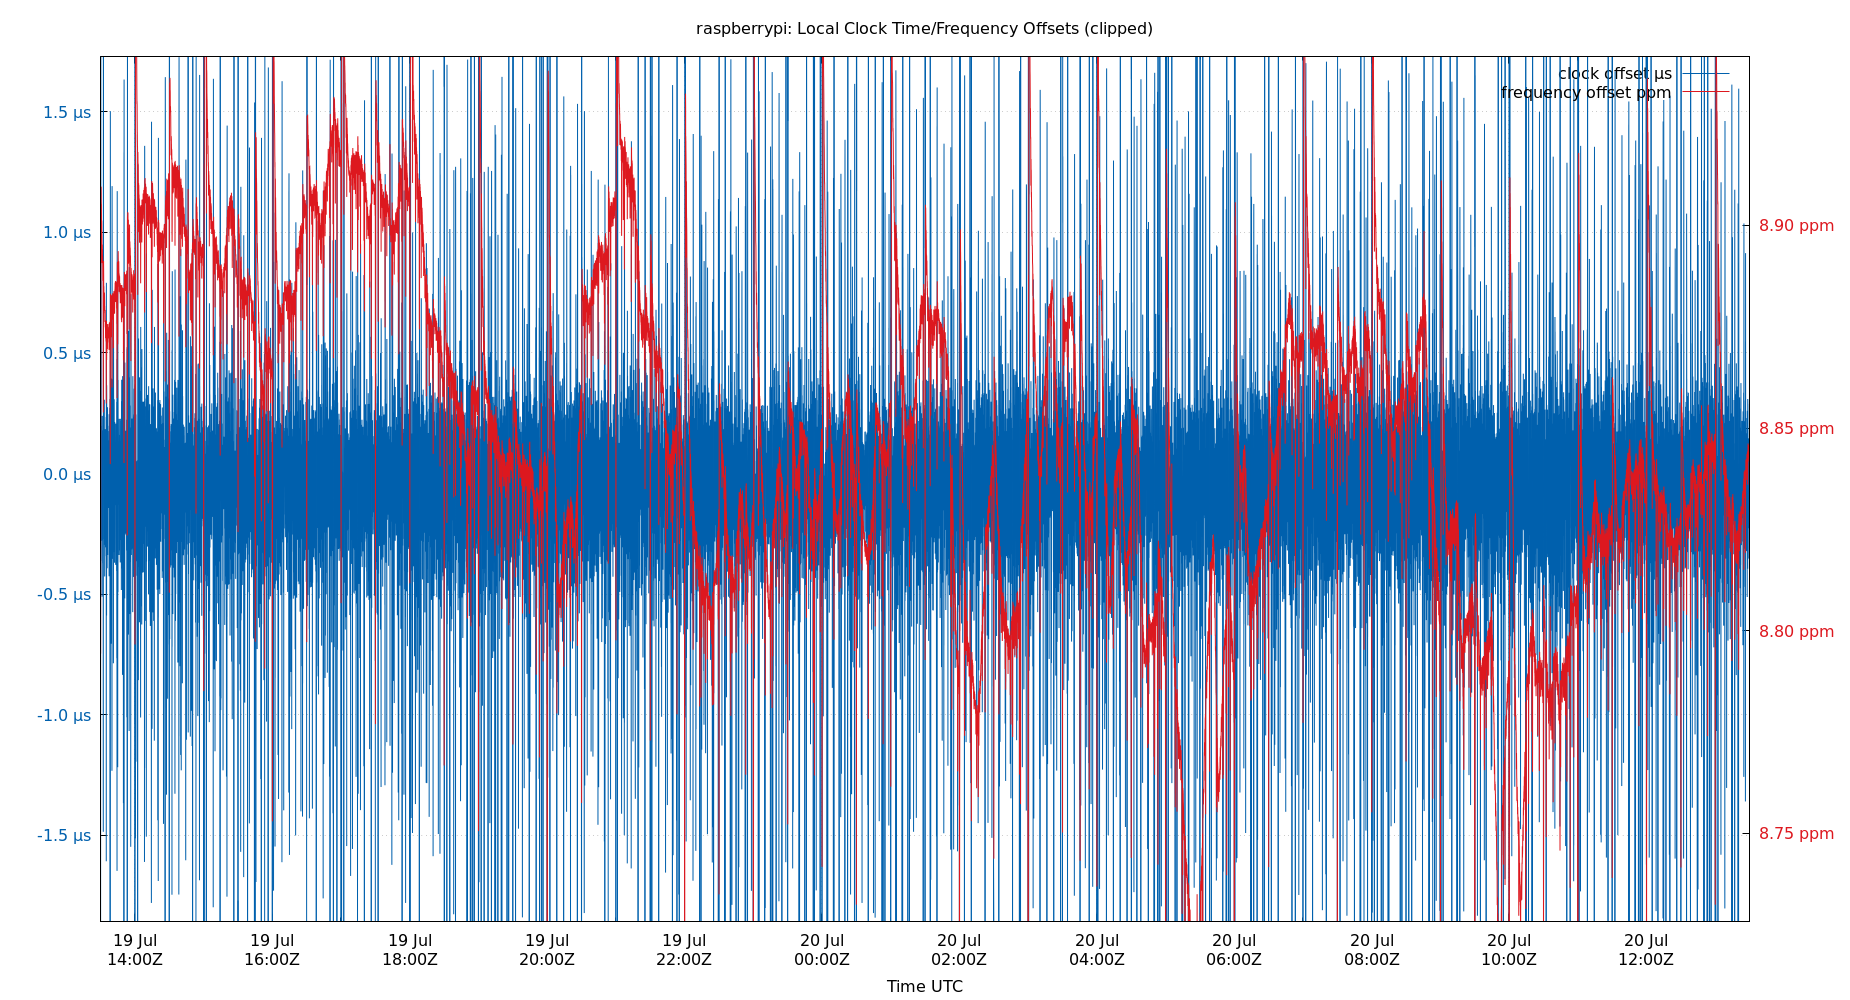 raspberrypi: Local Clock Time/Frequency Offsets (clipped)
clock offset µs
frequency offset ppm
1.5 µs
1.0 µs
0.5 µs
0.0 µs
-0.5 µs
-1.0 µs
-1.5 µs
8.90 ppm
8.85 ppm
8.80 ppm
8.75 ppm
19 Jul 19 Jul 19 Jul 19 Jul 19 Jul 20 Jul 20 Jul 20 Jul 20 Jul 20 Jul 20 Jul 20 Jul
14:00Z 16:00Z 18:00Z 20:00Z 22:00Z 00:00Z 02:00Z 04:00Z 06:00Z 08:00Z 10:00Z 12:00Z
Time UTC